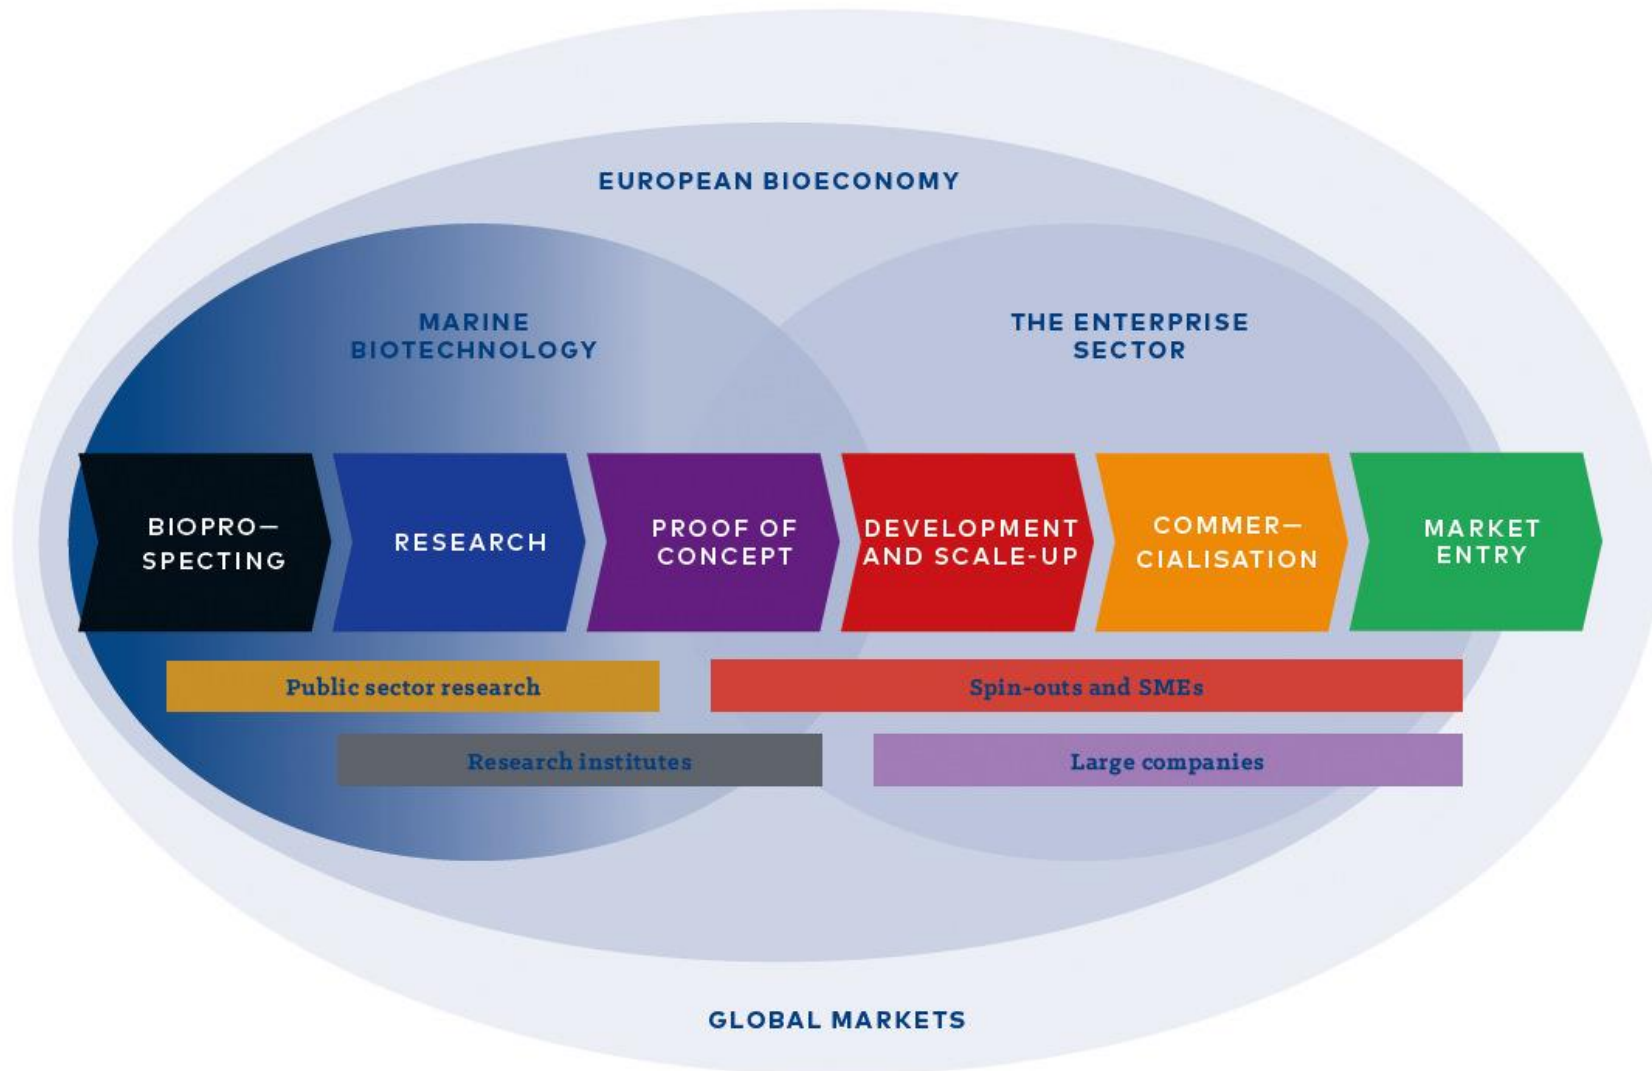 EUROPEAN BIOECONOMY
MARINE
BIOTECHNOLOGY
THE ENTERPRISE
SECTOR
BIOPRO–
SPECTING
RESEARCH
PROOF OF
CONCEPT
DEVELOPMENT
AND SCALE-UP
COMMER–
CIALISATION
MARKET
ENTRY
Public sector research
Spin-outs and SMEs
Research institutes
Large companies
GLOBAL MARKETS